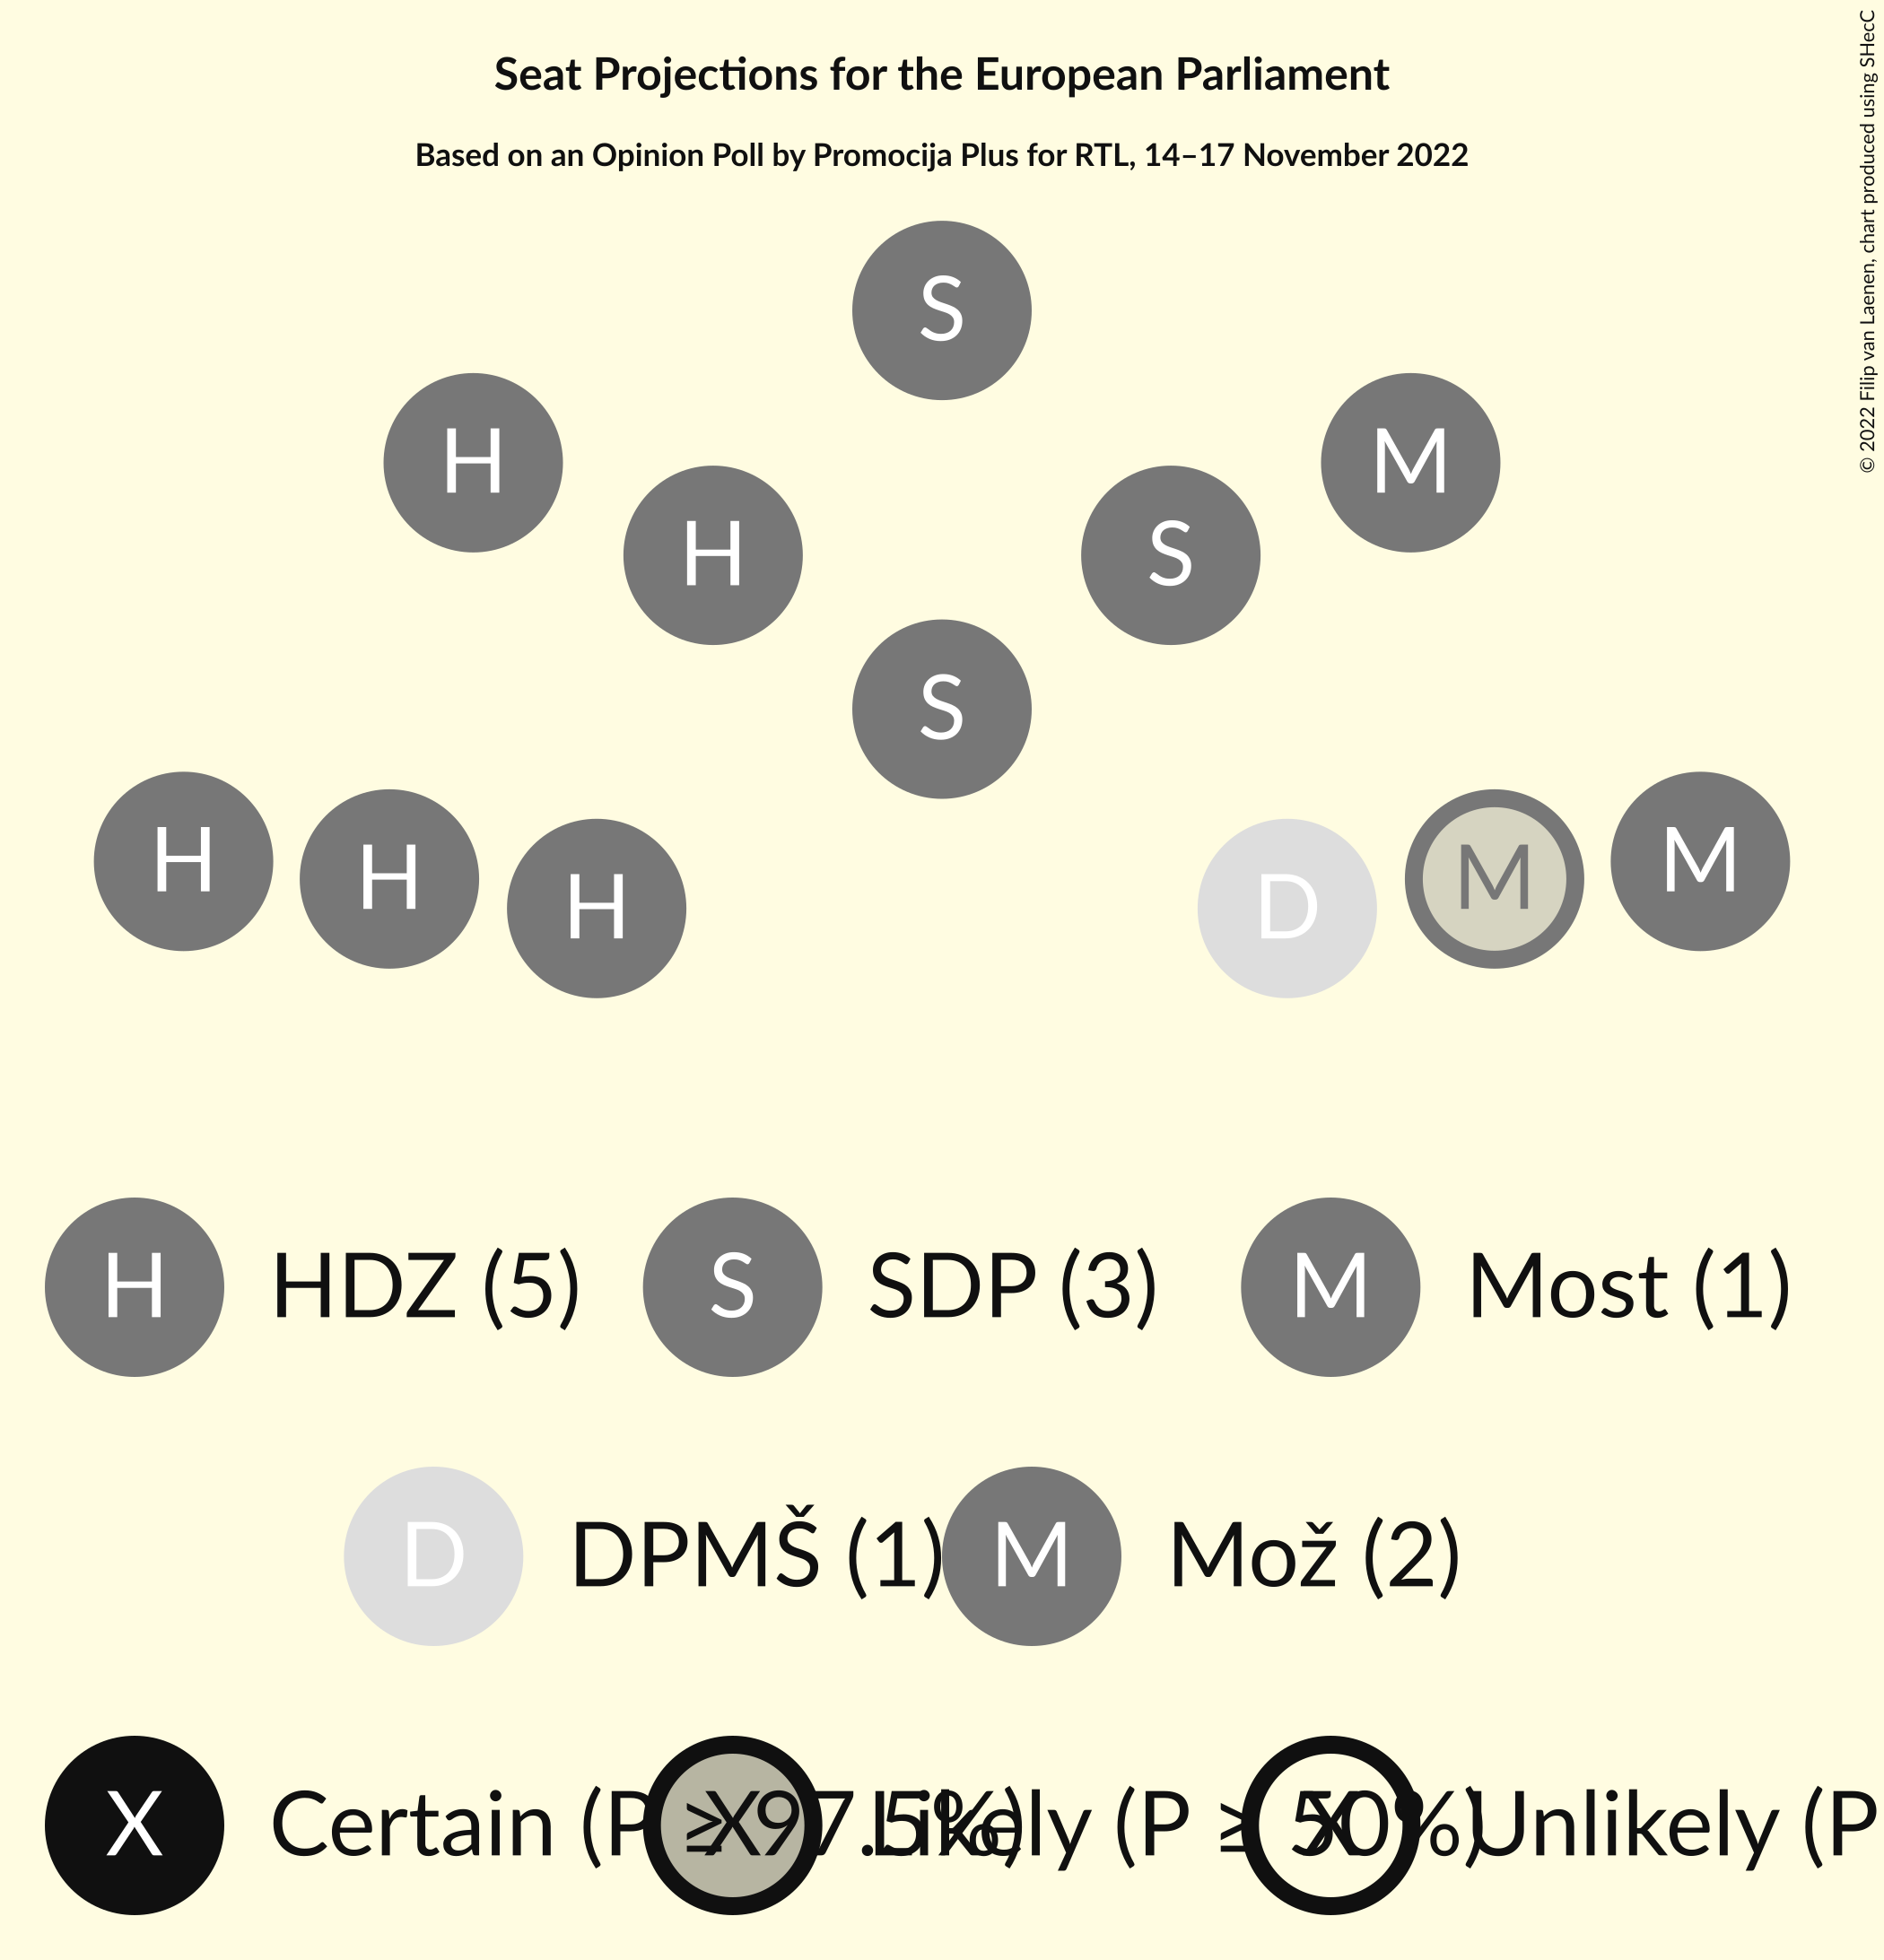 Seat Projections for the European Parliament
Based on an Opinion Poll by Promocija Plus for RTL, 14–17 November 2022
© 2022 Filip van Laenen, chart produced using SHecC
S
H M
H S
S
H M
H M
H D
H HDZ (5) S SDP (3) M Most (1)
D DPMŠ (1) M Mož (2)
X Certain (P ≥ 97.5%) X Likely (P ≥ 50%) X Unlikely (P